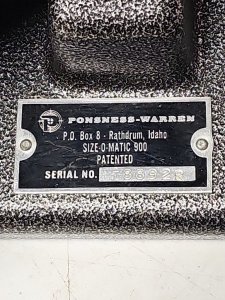 PONSNESS-WARREN
P.O. Box 8 - Rathdrum, Idaho
SIZE-O-MATIC 900
PATENTED
SERIAL NO.